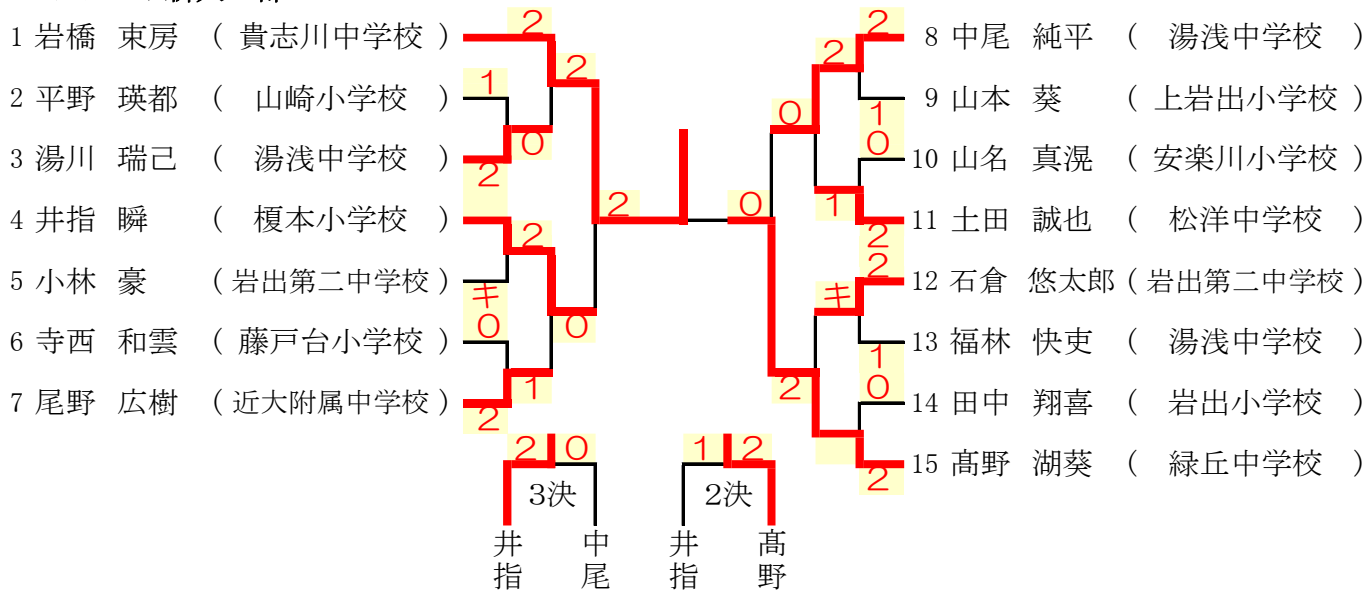 1 岩橋 束房 ( 貴志川中学校 )
2 平野 瑛都 ( 山崎小学校 )
3 湯川 瑞己 ( 湯浅中学校 )
4 井指 瞬 ( 榎本小学校 )
5 小林 豪 ( 岩出第二中学校 )
6 寺西 和雲 ( 藤戸台小学校 )
7 尾野 広樹 ( 近大附属中学校 )
2
1
2
2
0
2
2
キ
0
0
1
2
2
0
2
2
0
1
0
1
2
2
キ
1
0
2
2
8 中尾 純平 ( 湯浅中学校 )
9 山本 葵 ( 上岩出小学校 )
10 山名 真滉 ( 安楽川小学校 )
11 土田 誠也 ( 松洋中学校 )
12 石倉 悠太郎 ( 岩出第二中学校 )
13 福林 快吏 ( 湯浅中学校 )
14 田中 翔喜 ( 岩出小学校 )
15 髙野 湖葵 ( 緑丘中学校 )
2 0
3決
井指
中尾
1 2
2決
井指
髙野